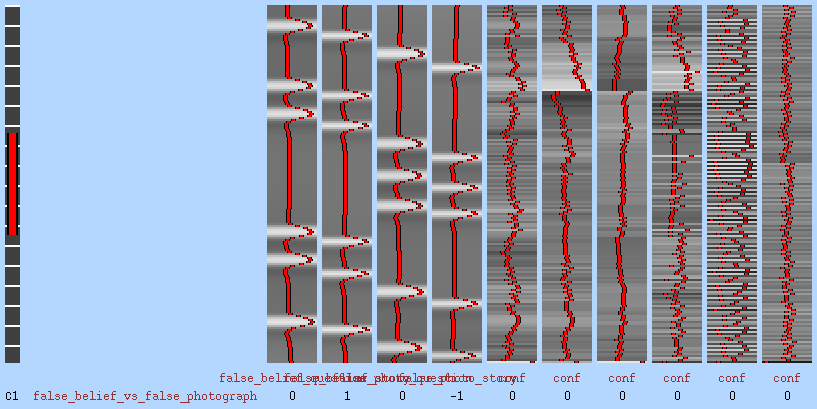 conf conf conf conf conf conf
C1 false_belief_vs_false_photograph 0 1 0 -1 0 0 0 0 0 0